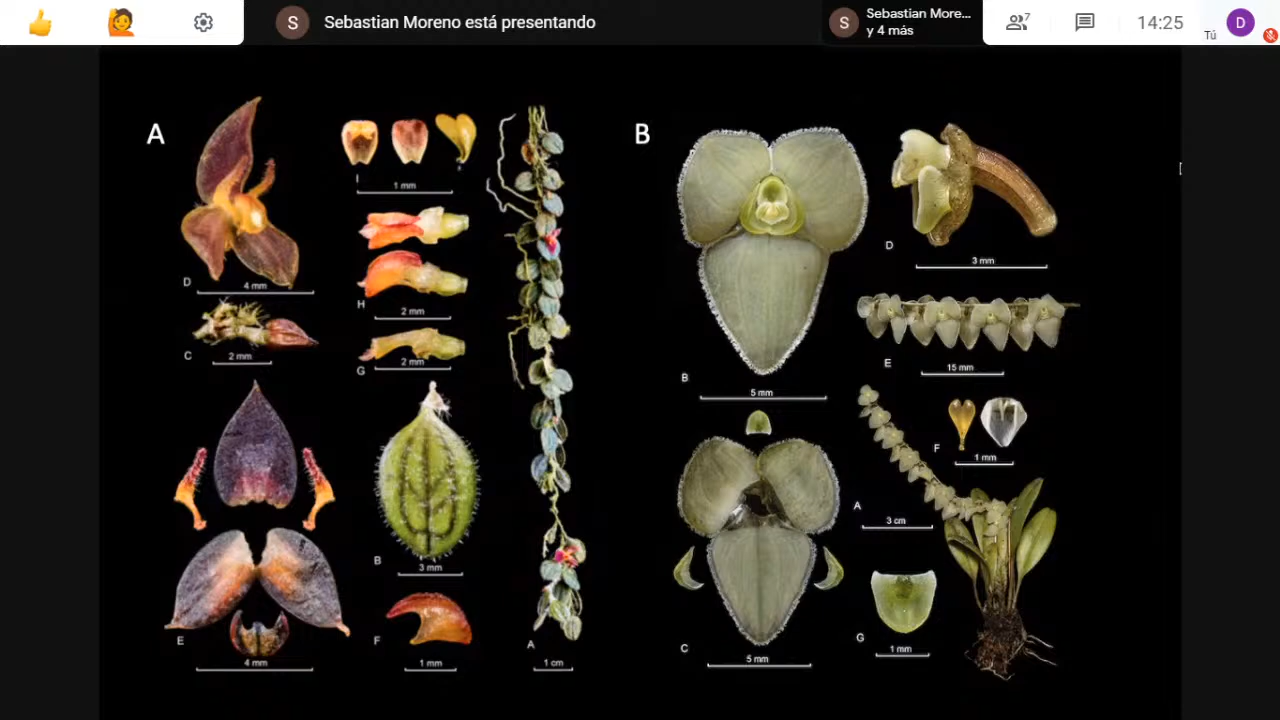 S Sebastian Moreno está presentando
S Sebastian More...
y 4 más
7
14:25
Tú
D
A
I
1 mm
D
4 mm
H
2 mm
C
2 mm
G
2 mm
B
3 mm
E
4 mm
F
1 mm
A
1 cm
B
B
5 mm
D
3 mm
E
15 mm
F
1 mm
A
3 cm
C
5 mm
G
1 mm